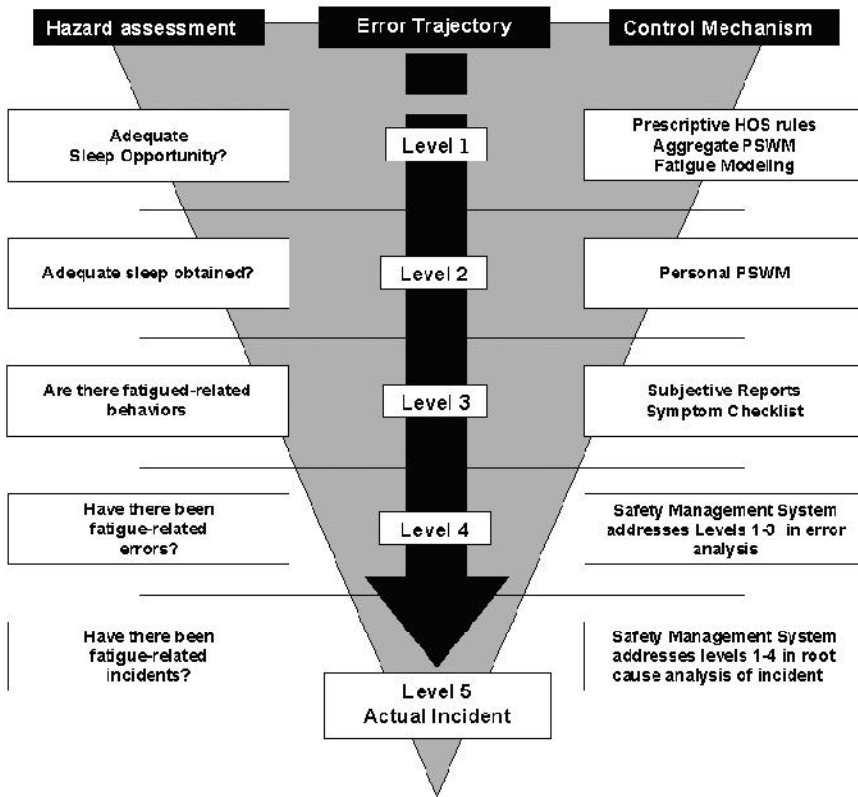 Hazard assessment
Error Trajectory
Control Mechanism
Adequate
Sleep Opportunity?
Level 1
Prescriptive HOS rules
Aggregate PSWM
Fatigue Modeling
Adequate sleep obtained?
Level 2
Personal PSWM
Are there fatigued-related
behaviors
Level 3
Subjective Reports
Symptom Checklist
Have there been
fatigue-related
errors?
Level 4
Safety Management System
addresses Levels 1-3 in error
analysis
Have there been
fatigue-related
incidents?
Safety Management System
addresses levels 1-4 in root
cause analysis of incident
Level 5
Actual Incident